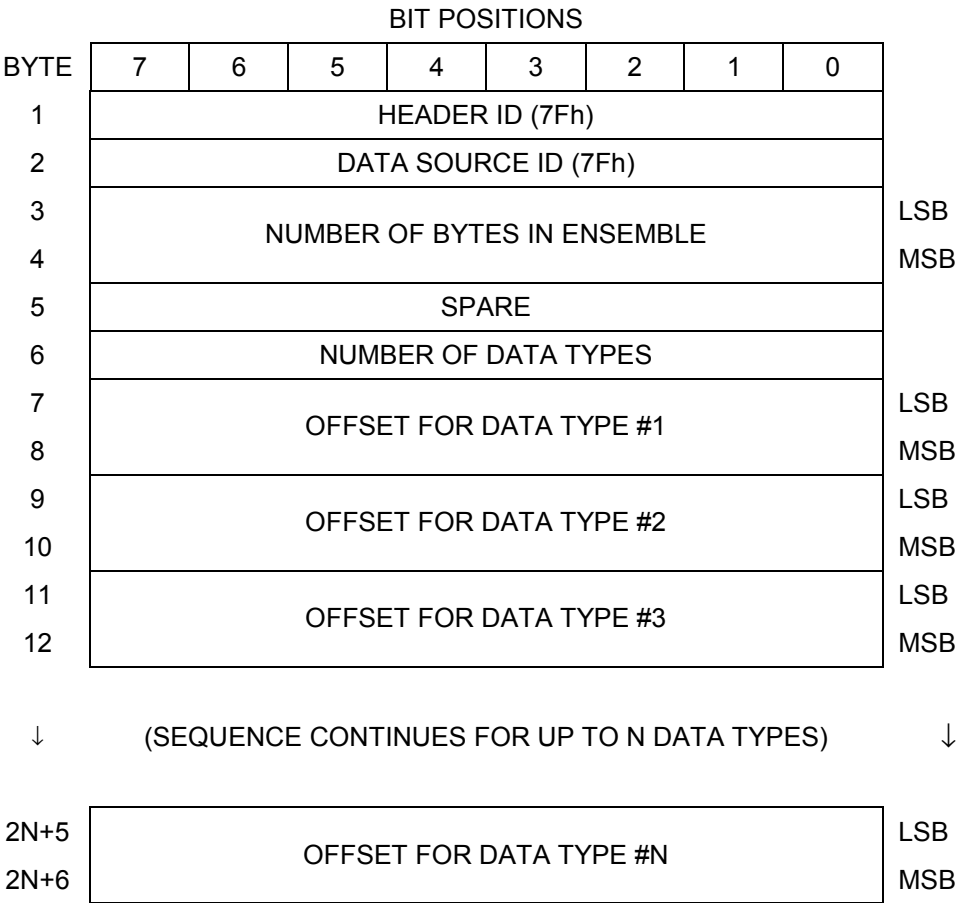 BIT POSITIONS
BYTE 7 6 5 4 3 2 1 0
1 HEADER ID (7Fh)
2 DATA SOURCE ID (7Fh)
3 LSB
NUMBER OF BYTES IN ENSEMBLE
4 MSB
5 SPARE
6 NUMBER OF DATA TYPES
7 LSB
OFFSET FOR DATA TYPE #1
8 MSB
9 LSB
OFFSET FOR DATA TYPE #2
10 MSB
11 LSB
OFFSET FOR DATA TYPE #3
12 MSB
↓ (SEQUENCE CONTINUES FOR UP TO N DATA TYPES) ↓
2N+5 LSB
OFFSET FOR DATA TYPE #N
2N+6 MSB